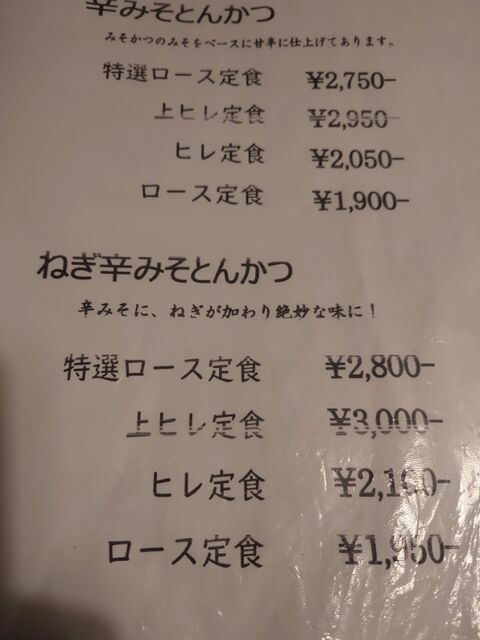 辛みそとんかつ
みそかつのみそをベースに甘辛に仕上げてあります。
特選ロース定食 ¥2,750-
上ヒレ定食 ¥2,950-
ヒレ定食 ¥2,050-
ロース定食 ¥1,900-
ねぎ辛みそとんかつ
辛みそに、ねぎが加わり絶妙な味に！
特選ロース定食 ¥2,800-
上ヒレ定食 ¥3,000-
ヒレ定食 ¥2,100-
ロース定食 ¥1,950-